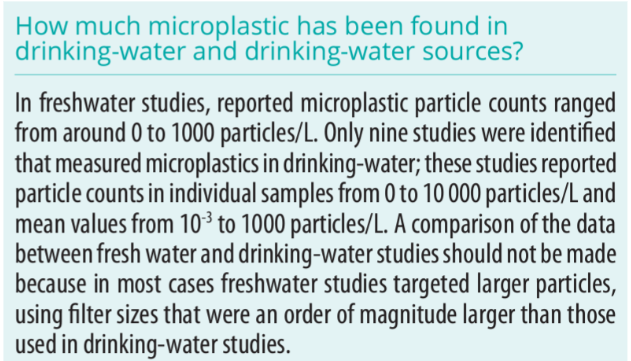 How much microplastic has been found in
drinking-water and drinking-water sources?
In freshwater studies, reported microplastic particle counts ranged
from around 0 to 1000 particles/L. Only nine studies were identified
that measured microplastics in drinking-water; these studies reported
particle counts in individual samples from 0 to 10 000 particles/L and
mean values from 10⁻³ to 1000 particles/L. A comparison of the data
between fresh water and drinking-water studies should not be made
because in most cases freshwater studies targeted larger particles,
using filter sizes that were an order of magnitude larger than those
used in drinking-water studies.